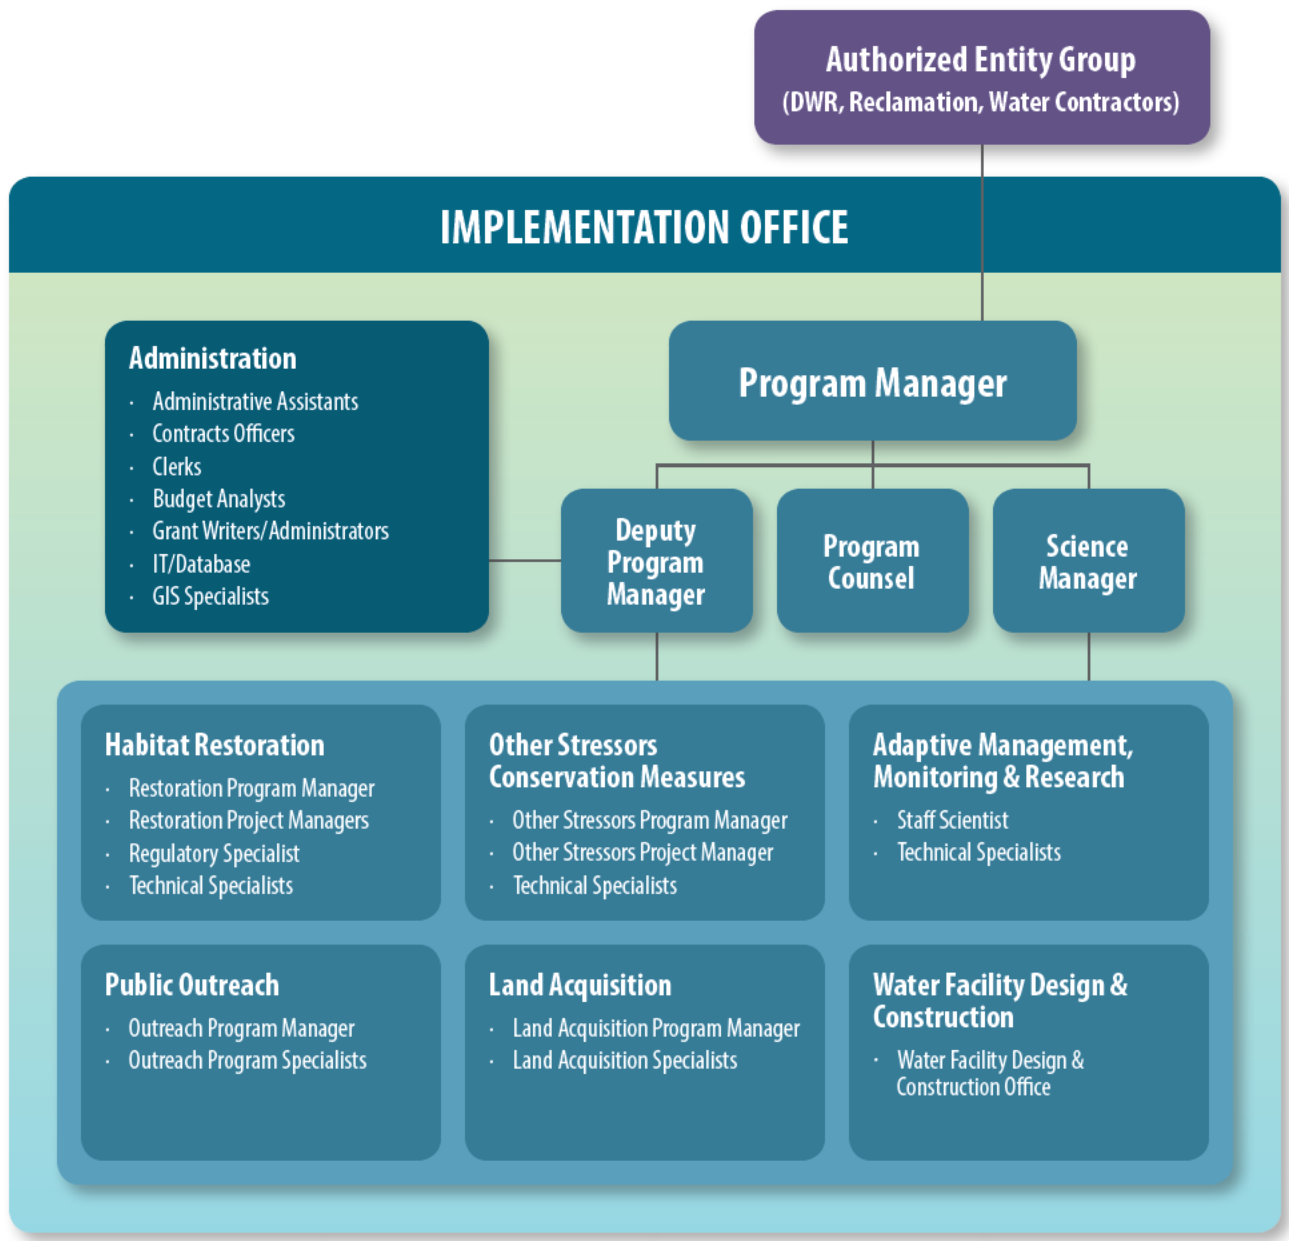 Authorized Entity Group
(DWR, Reclamation, Water Contractors)
IMPLEMENTATION OFFICE
Administration
· Administrative Assistants
· Contracts Officers
· Clerks
· Budget Analysts
· Grant Writers/Administrators
· IT/Database
· GIS Specialists
Program Manager
Deputy
Program
Manager
Program
Counsel
Science
Manager
Habitat Restoration
· Restoration Program Manager
· Restoration Project Managers
· Regulatory Specialist
· Technical Specialists
Other Stressors
Conservation Measures
· Other Stressors Program Manager
· Other Stressors Project Manager
· Technical Specialists
Adaptive Management,
Monitoring & Research
· Staff Scientist
· Technical Specialists
Public Outreach
· Outreach Program Manager
· Outreach Program Specialists
Land Acquisition
· Land Acquisition Program Manager
· Land Acquisition Specialists
Water Facility Design &
Construction
· Water Facility Design &
Construction Office